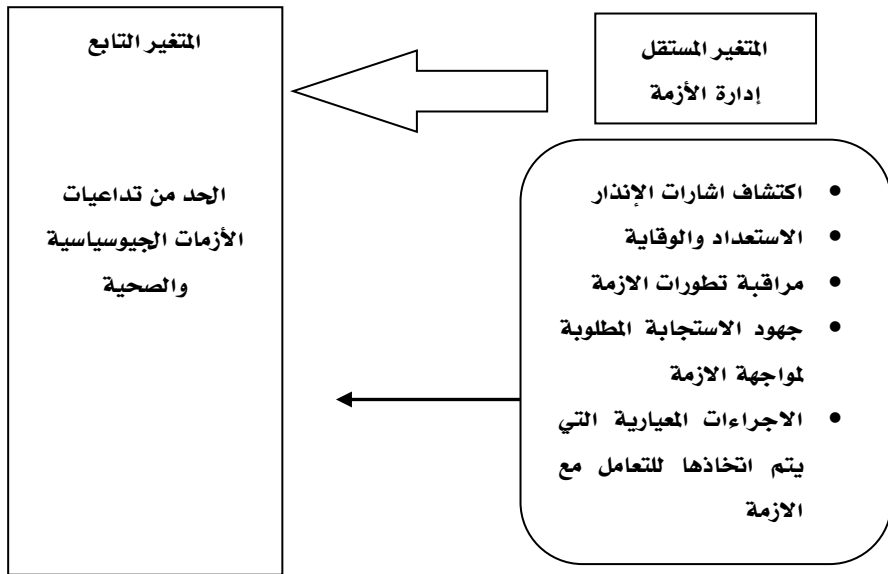 المتغير المستقل
إدارة الأزمة
• اكتشاف اشارات الإنذار
• الاستعداد والوقاية
• مراقبة تطورات الازمة
• جهود الاستجابة المطلوبة
لمواجهة الازمة
• الاجراءات المعيارية التي
يتم اتخاذها للتعامل مع
الازمة
المتغير التابع
الحد من تداعيات
الأزمات الجيوسياسية
والصحية